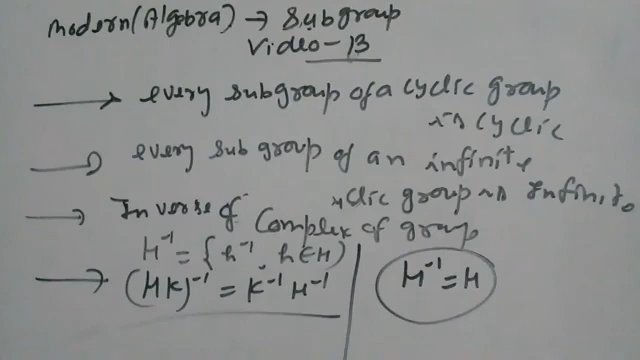 modern(Algebra) → Subgroup
Video-13
→ every subgroup of a cyclic group
is cyclic
→ every sub group of an infinite
cyclic group is Infinite
→ Inverse of Complex of group
H⁻¹ = { h⁻¹, h∈H)
→ (HK)⁻¹ = K⁻¹ H⁻¹
H⁻¹ = H